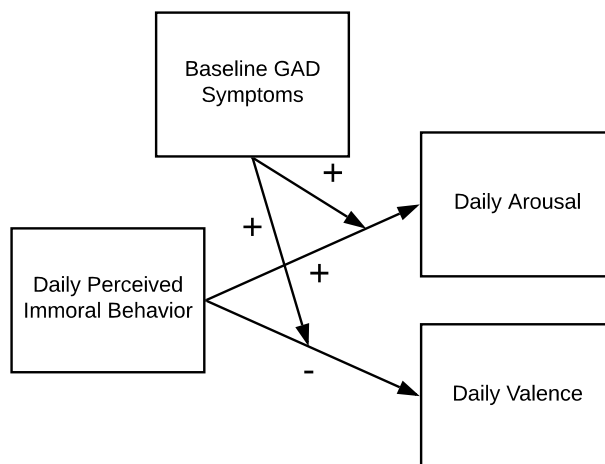 Baseline GAD
Symptoms
+
Daily Arousal
+
Daily Perceived
Immoral Behavior
+
-
Daily Valence